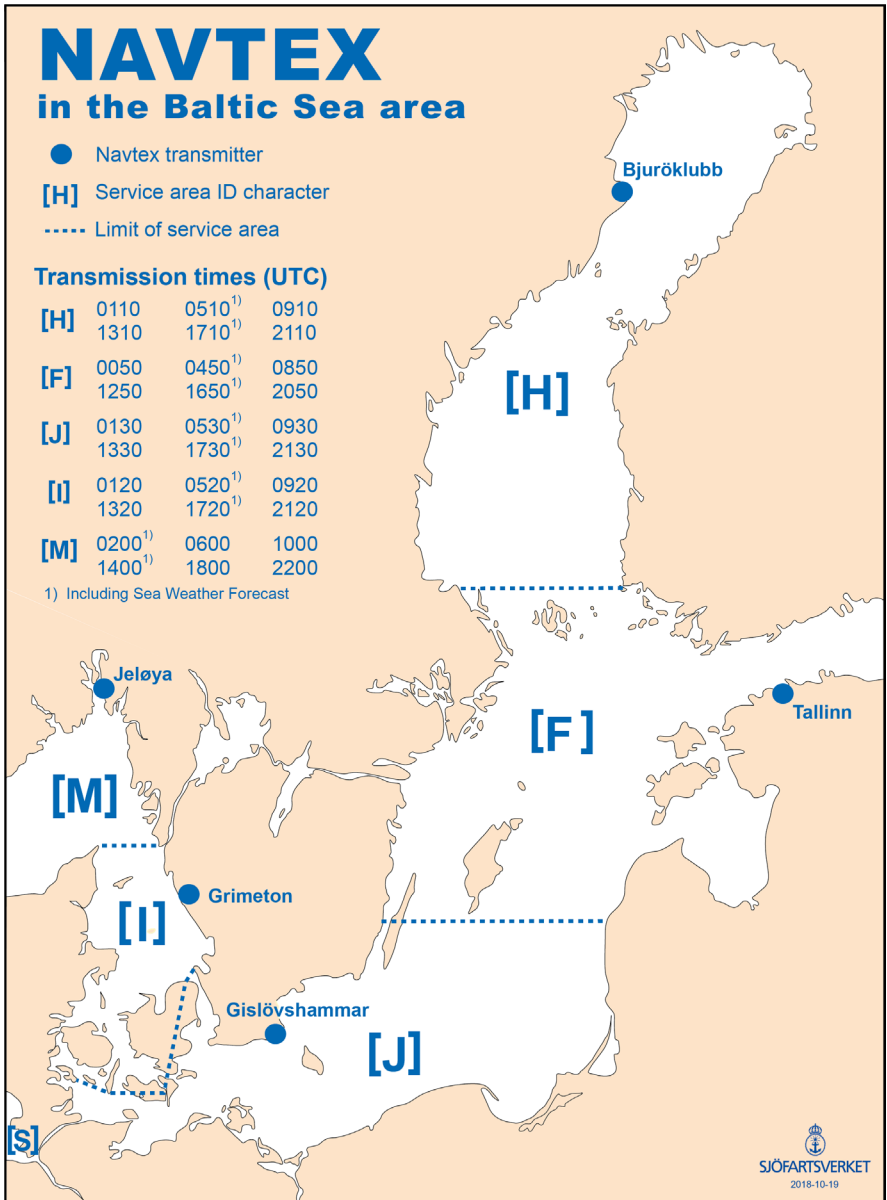 NAVTEX
in the Baltic Sea area
Navtex transmitter
[H] Service area ID character
Limit of service area
Transmission times (UTC)
[H] 0110 0510 1) 0910
1310 1710 1) 2110
[F] 0050 0450 1) 0850
1250 1650 1) 2050
[J] 0130 0530 1) 0930
1330 1730 1) 2130
[I] 0120 0520 1) 0920
1320 1720 1) 2120
[M] 0200 1) 0600 1000
1400 1) 1800 2200
1) Including Sea Weather Forecast
Bjuröklubb
[H]
Jeløya
Tallinn
[F]
[M]
Grimeton
[I]
Gislövshammar
[J]
[S]
SJÖFARTSVERKET
2018-10-19